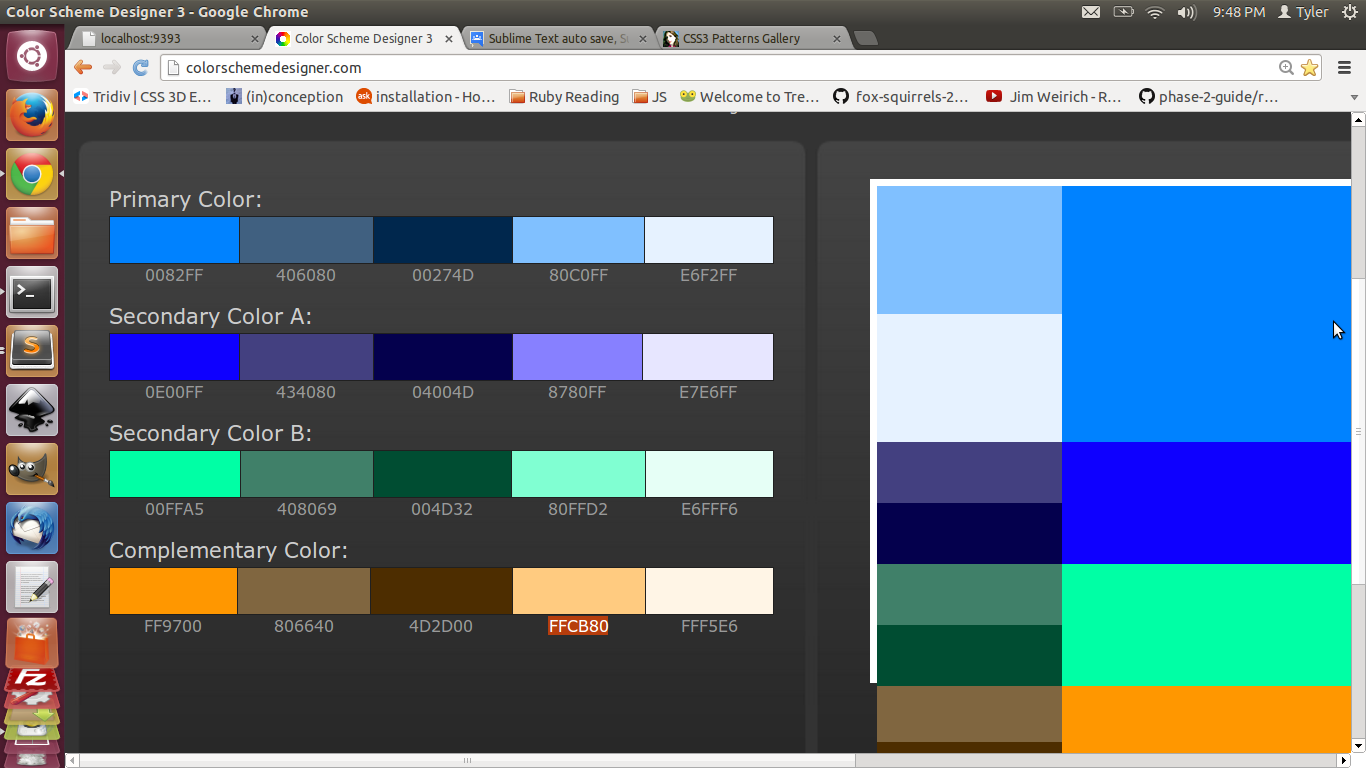 Color Scheme Designer 3 - Google Chrome
9:48 PM Tyler
localhost:9393
Color Scheme Designer 3
Sublime Text auto save, S
CSS3 Patterns Gallery
colorschemedesigner.com
Tridiv | CSS 3D E...
(in)conception
ask
installation - Ho...
Ruby Reading
JS
Welcome to Tre...
fox-squirrels-2...
Jim Weirich - R...
phase-2-guide/r...
Primary Color:
0082FF 406080 00274D 80C0FF E6F2FF
Secondary Color A:
0E00FF 434080 04004D 8780FF E7E6FF
Secondary Color B:
00FFA5 408069 004D32 80FFD2 E6FFF6
Complementary Color:
FF9700 806640 4D2D00 FFCB80 FFF5E6